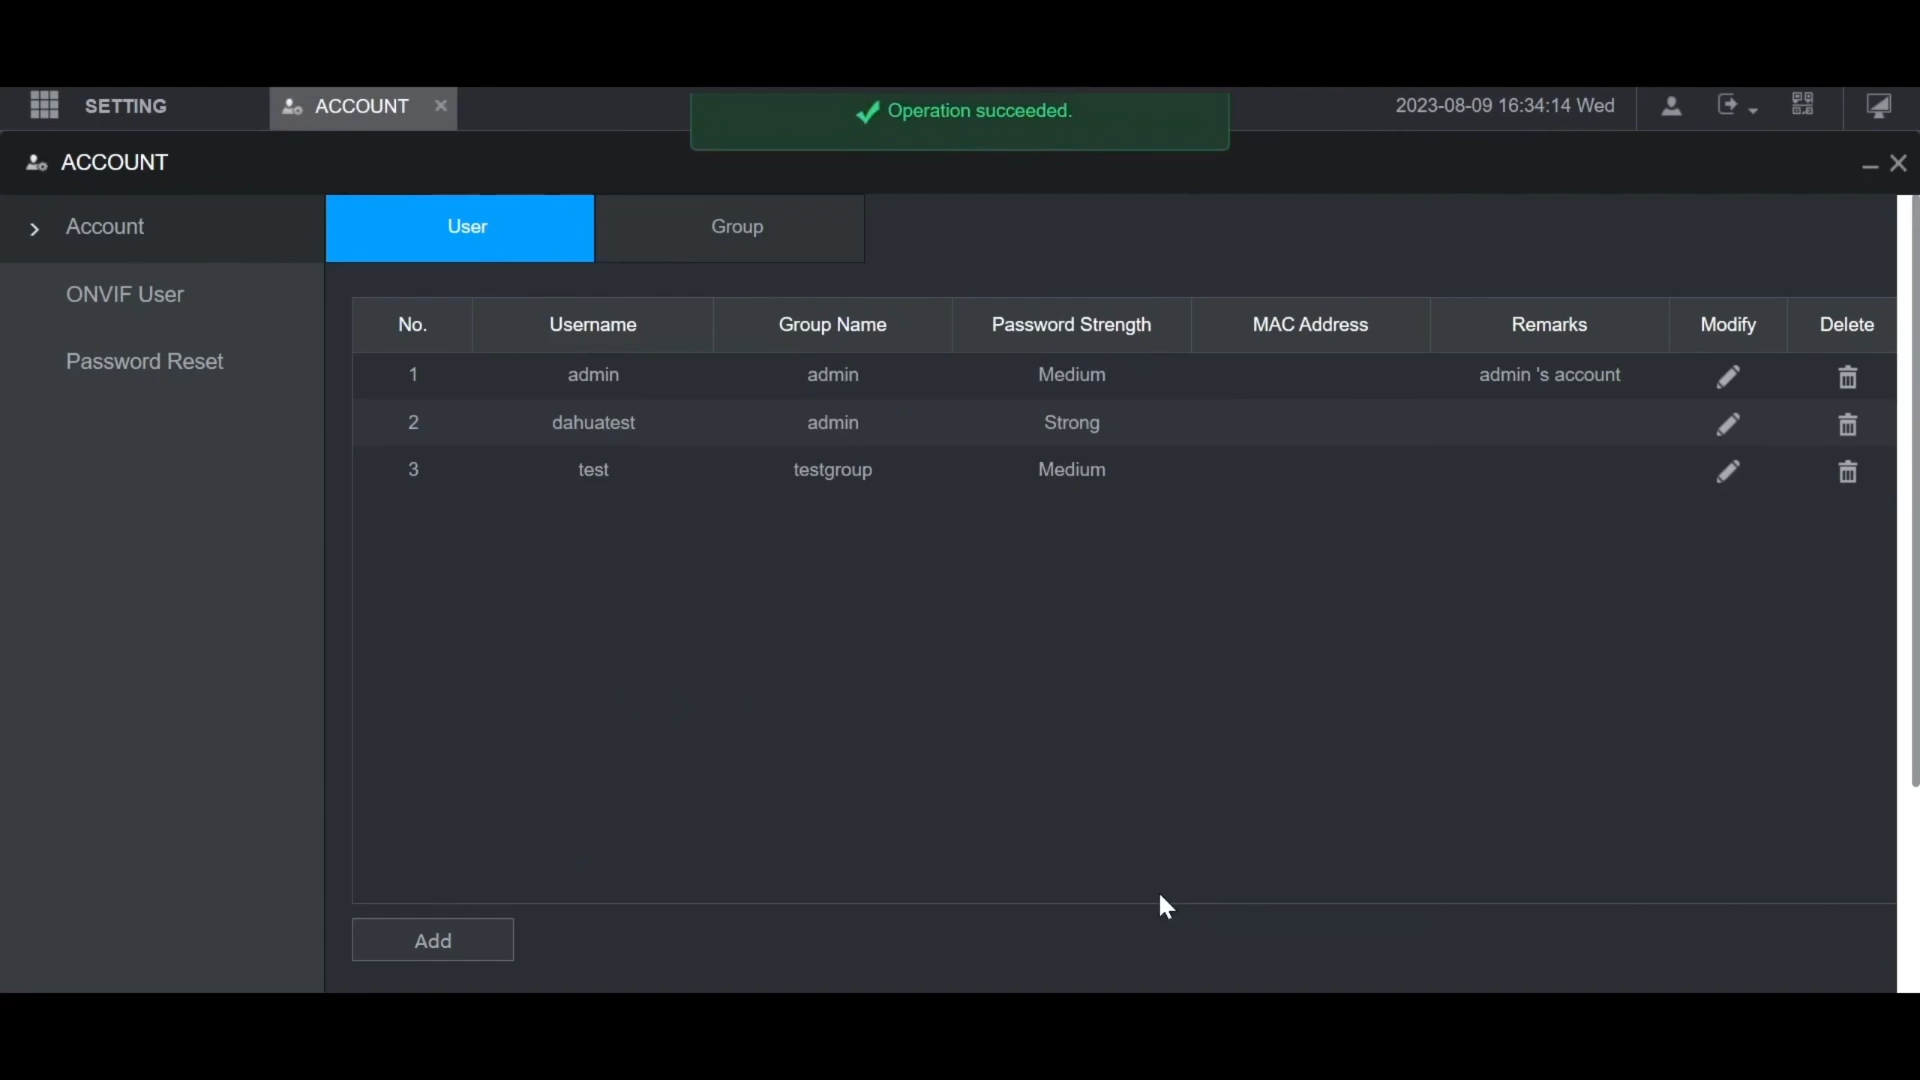 SETTING ACCOUNT Operation succeeded. 2023-08-09 16:34:14 Wed
ACCOUNT
Account User Group
ONVIF User
Password Reset
No. Username Group Name Password Strength MAC Address Remarks Modify Delete
1 admin admin Medium admin 's account
2 dahuatest admin Strong
3 test testgroup Medium
Add